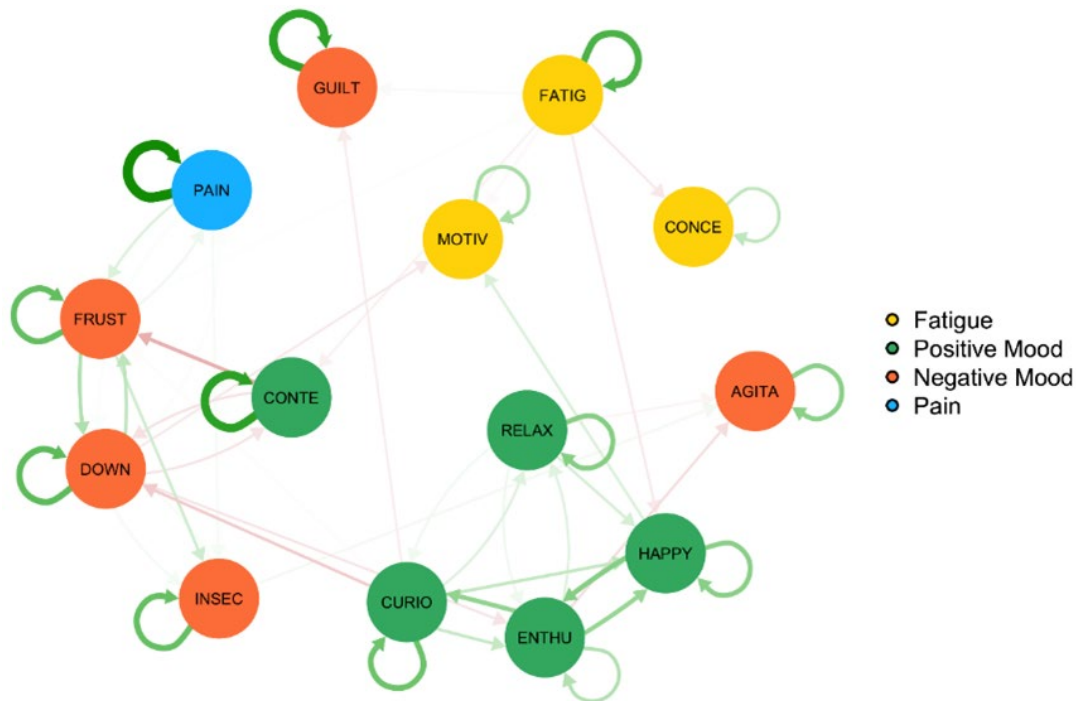 GUILT
FATIG
PAIN
MOTIV
CONCE
FRUST
CONTE
AGITA
RELAX
DOWN
HAPPY
INSEC
CURIO
ENTHU
Fatigue
Positive Mood
Negative Mood
Pain